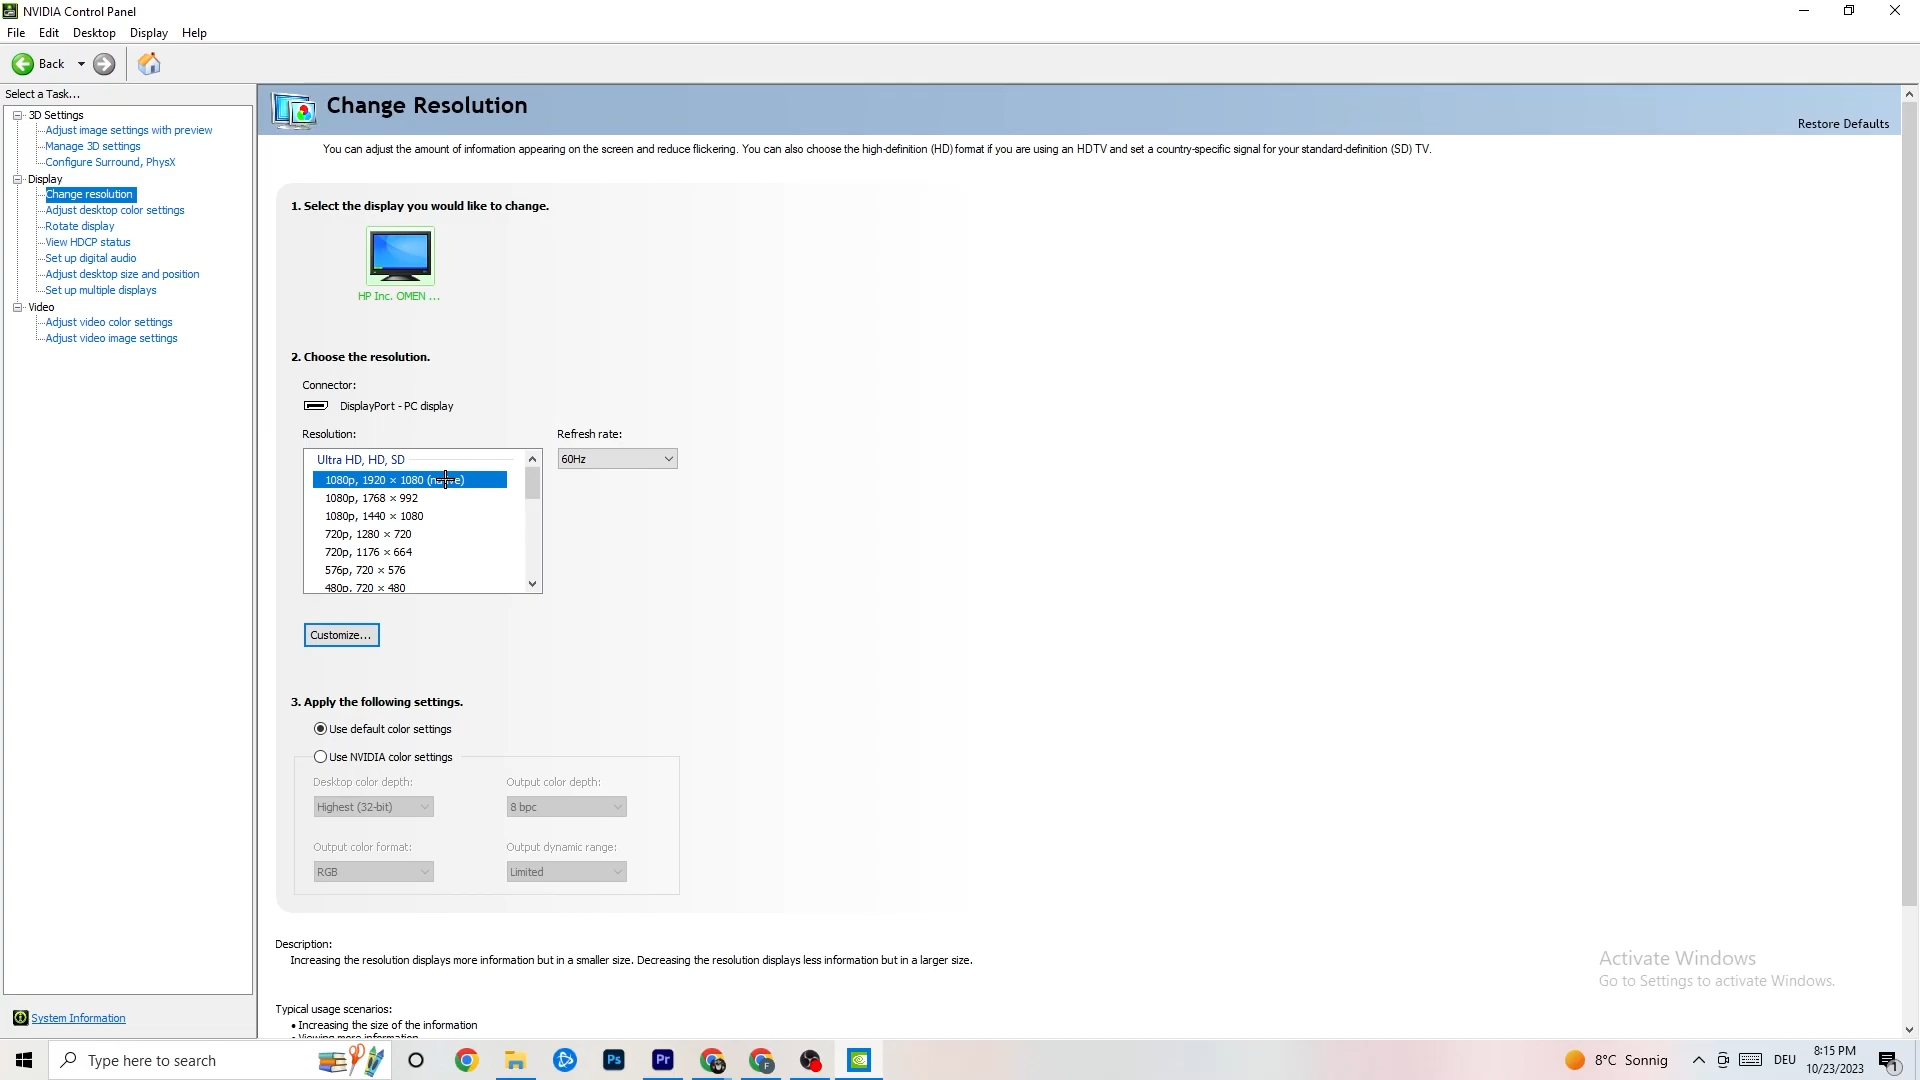 NVIDIA Control Panel
File Edit Desktop Display Help
Back
Select a Task...
3D Settings
Adjust image settings with preview
Manage 3D settings
Configure Surround, PhysX
Display
Change resolution
Adjust desktop color settings
Rotate display
View HDCP status
Set up digital audio
Adjust desktop size and position
Set up multiple displays
Video
Adjust video color settings
Adjust video image settings
System Information
Change Resolution
Restore Defaults
You can adjust the amount of information appearing on the screen and reduce flickering. You can also choose the high-definition (HD) format if you are using an HDTV and set a country-specific signal for your standard-definition (SD) TV.
1. Select the display you would like to change.
HP Inc. OMEN ...
2. Choose the resolution.
Connector:
DisplayPort - PC display
Resolution:
Refresh rate:
Ultra HD, HD, SD
60Hz
1080p, 1920 × 1080 (native)
1080p, 1768 × 992
1080p, 1440 × 1080
720p, 1280 × 720
720p, 1176 × 664
576p, 720 × 576
480p, 720 × 480
Customize...
3. Apply the following settings.
Use default color settings
Use NVIDIA color settings
Desktop color depth:
Output color depth:
Highest (32-bit)
8 bpc
Output color format:
Output dynamic range:
RGB
Limited
Description:
Increasing the resolution displays more information but in a smaller size. Decreasing the resolution displays less information but in a larger size.
Typical usage scenarios:
• Increasing the size of the information
• Viewing more information
Activate Windows
Go to Settings to activate Windows.
Type here to search
Ps
Pr
F
8°C Sonnig
DEU
8:15 PM
10/23/2023
1